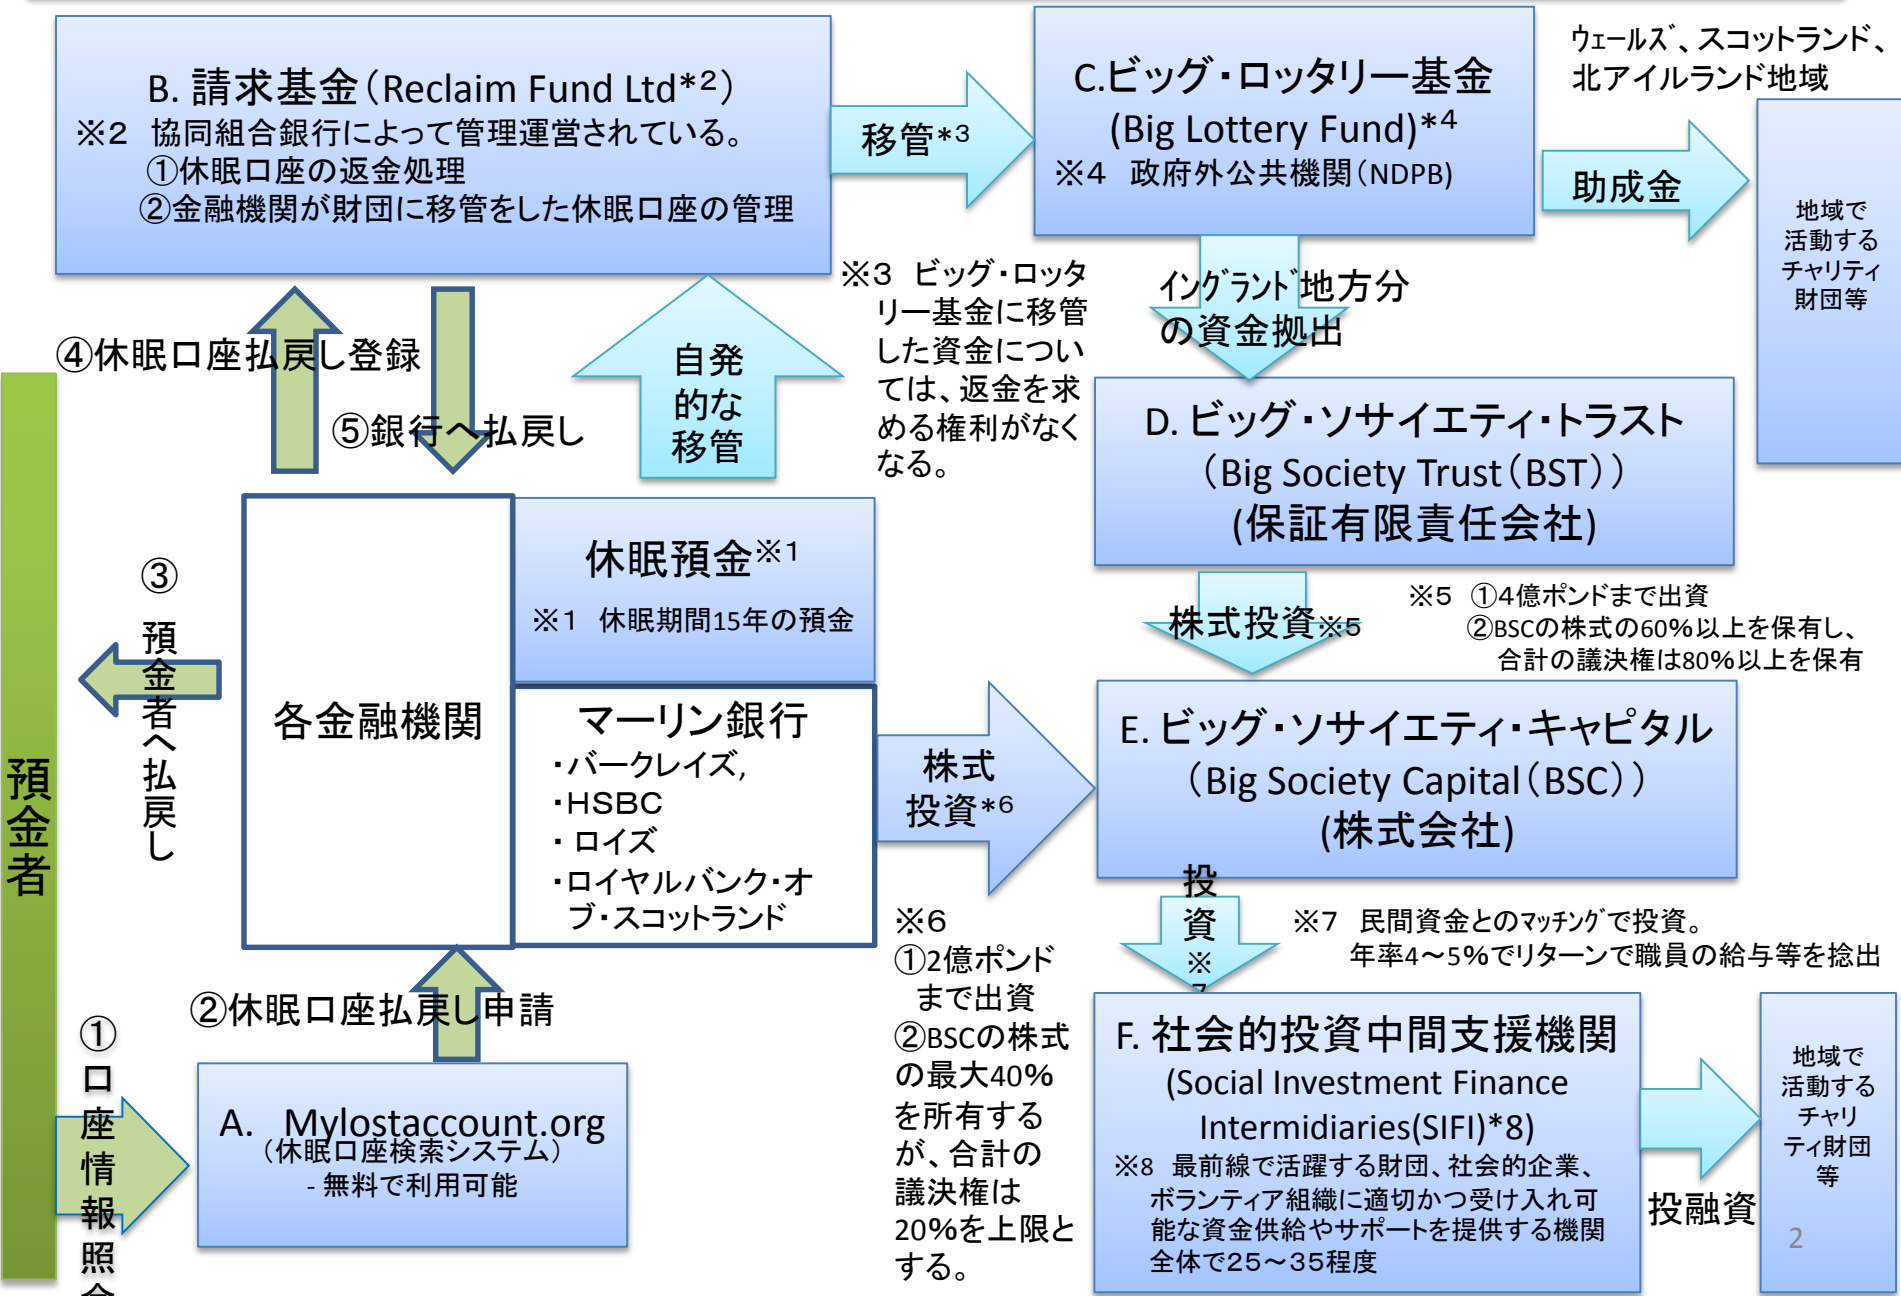 B. 請求基金（Reclaim Fund Ltd*2）
※２　協同組合銀行によって管理運営されている。
①休眠口座の返金処理
②金融機関が財団に移管をした休眠口座の管理
移管*3
C.ビッグ・ロッタリー基金
(Big Lottery Fund)*4
※４　政府外公共機関（NDPB)
ｳｪｰﾙｽﾞ、スコットランド、
北アイルランド地域
助成金
地域で
活動する
チャリティ
財団等
④休眠口座払戻し登録
⑤銀行へ払戻し
自発
的な
移管
※３　ビッグ・ロッタ
リー基金に移管
した資金につい
ては、返金を求
める権利がなく
なる。
ｲﾝｸﾞﾗﾝﾄﾞ地方分
の資金拠出
D. ビッグ・ソサイエティ・トラスト
（Big Society Trust（BST））
(保証有限責任会社)
株式投資※５
※５　①４億ポンドまで出資
②BSCの株式の60％以上を保有し、
合計の議決権は80％以上を保有
預金者
③
預金者へ払戻し
各金融機関
休眠預金※１
※１　休眠期間15年の預金
マーリン銀行
・バークレイズ,
・ＨＳＢＣ
・ ロイズ
・ロイヤルバンク・オ
ブ・スコットランド
株式
投資*6
※６
①2億ポンド
まで出資
②BSCの株式
の最大40％
を所有する
が、合計の
議決権は
20％を上限と
する。
E. ビッグ・ソサイエティ・キャピタル
（Big Society Capital（BSC））
(株式会社)
投
資
※
7
※７　民間資金とのﾏｯﾁﾝｸﾞで投資。
年率4～5％でリターンで職員の給与等を捻出
②休眠口座払戻し申請
①
口座情報照会
A.　Mylostaccount.org
（休眠口座検索システム）
- 無料で利用可能
F. 社会的投資中間支援機関
(Social Investment Finance
Intermidiaries(SIFI)*8)
※8　最前線で活躍する財団、社会的企業、
ボランティア組織に適切かつ受け入れ可
能な資金供給やサポートを提供する機関
全体で２５～３５程度
投融資
地域で
活動する
チャリ
ティ財団
等
2